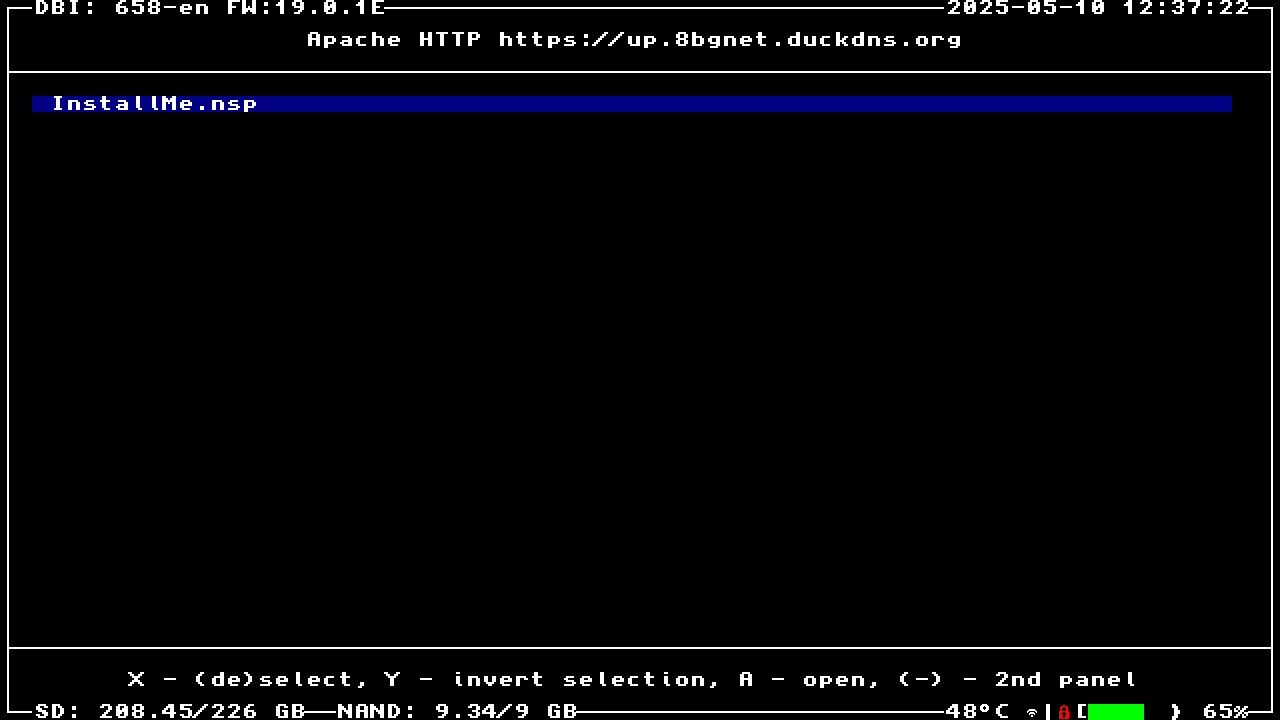 DBI: 658-en FW:19.0.1E 2025-05-10 12:37:22
Apache HTTP https://up.8bgnet.duckdns.org
InstallMe.nsp
X - (de)select, Y - invert selection, A - open, (-) - 2nd panel
SD: 208.45/226 GB NAND: 9.34/9 GB 48°C 65%